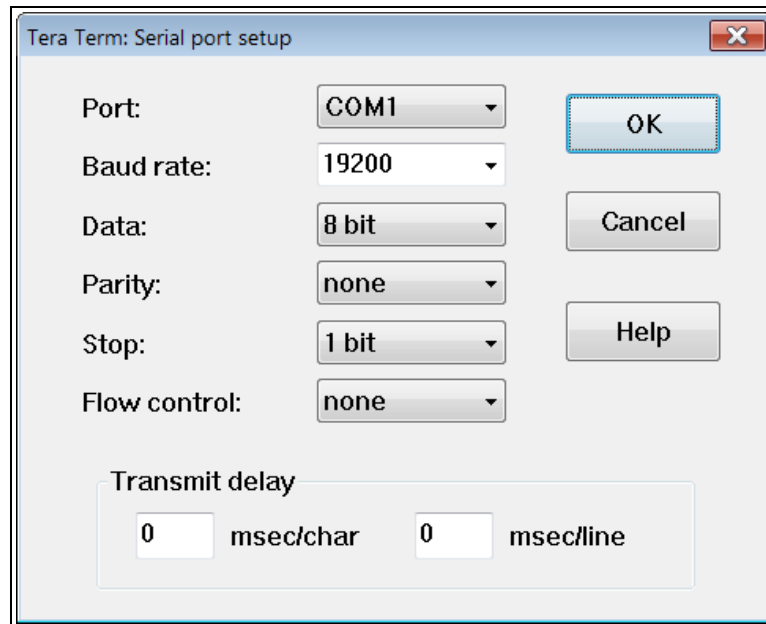 Tera Term: Serial port setup
Port: COM1 OK
Baud rate: 19200
Data: 8 bit Cancel
Parity: none
Stop: 1 bit Help
Flow control: none
Transmit delay
0 msec/char 0 msec/line